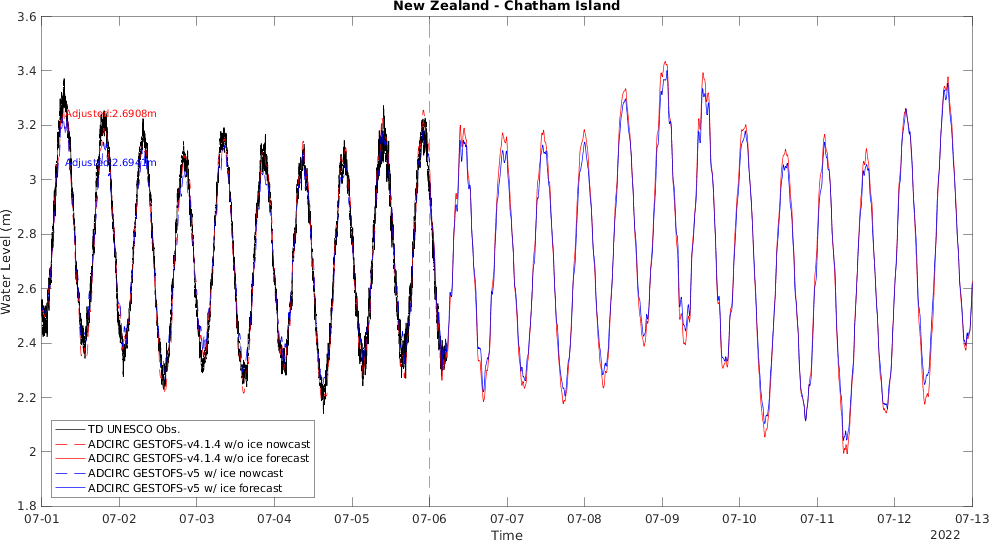 New Zealand - Chatham Island
3.6
3.4
3.2
3
2.8
2.6
2.4
2.2
2
1.8
Water Level (m)
Adjusted:2.6908m
TD UNESCO Obs.
ADCIRC GESTOFS-v4.1.4 w/o ice nowcast
ADCIRC GESTOFS-v4.1.4 w/o ice forecast
ADCIRC GESTOFS-v5 w/ ice nowcast
ADCIRC GESTOFS-v5 w/ ice forecast
07-01 07-02 07-03 07-04 07-05 07-06 07-07 07-08 07-09 07-10 07-11 07-12 07-13
Time
2022